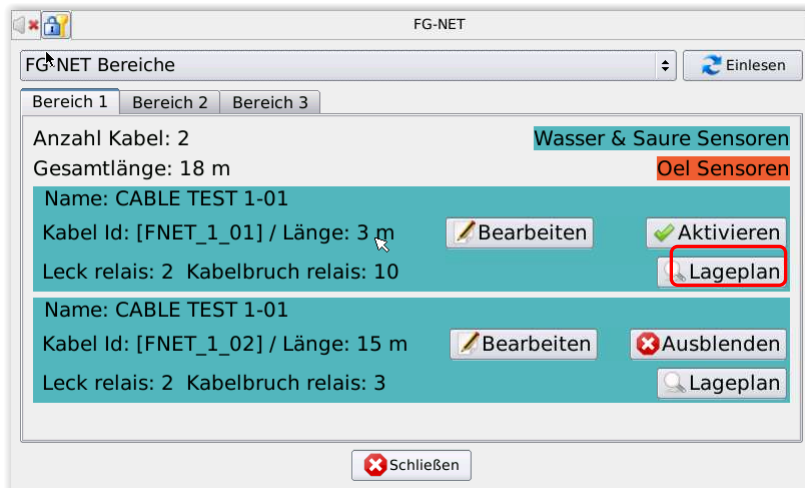 FG-NET
FG-NET Bereiche
Einlesen
Bereich 1 Bereich 2 Bereich 3
Anzahl Kabel: 2 Wasser & Saure Sensoren
Gesamtlänge: 18 m Oel Sensoren
Name: CABLE TEST 1-01
Kabel Id: [FNET_1_01] / Länge: 3 m Bearbeiten Aktivieren
Leck relais: 2 Kabelbruch relais: 10 Lageplan
Name: CABLE TEST 1-01
Kabel Id: [FNET_1_02] / Länge: 15 m Bearbeiten Ausblenden
Leck relais: 2 Kabelbruch relais: 3 Lageplan
Schließen